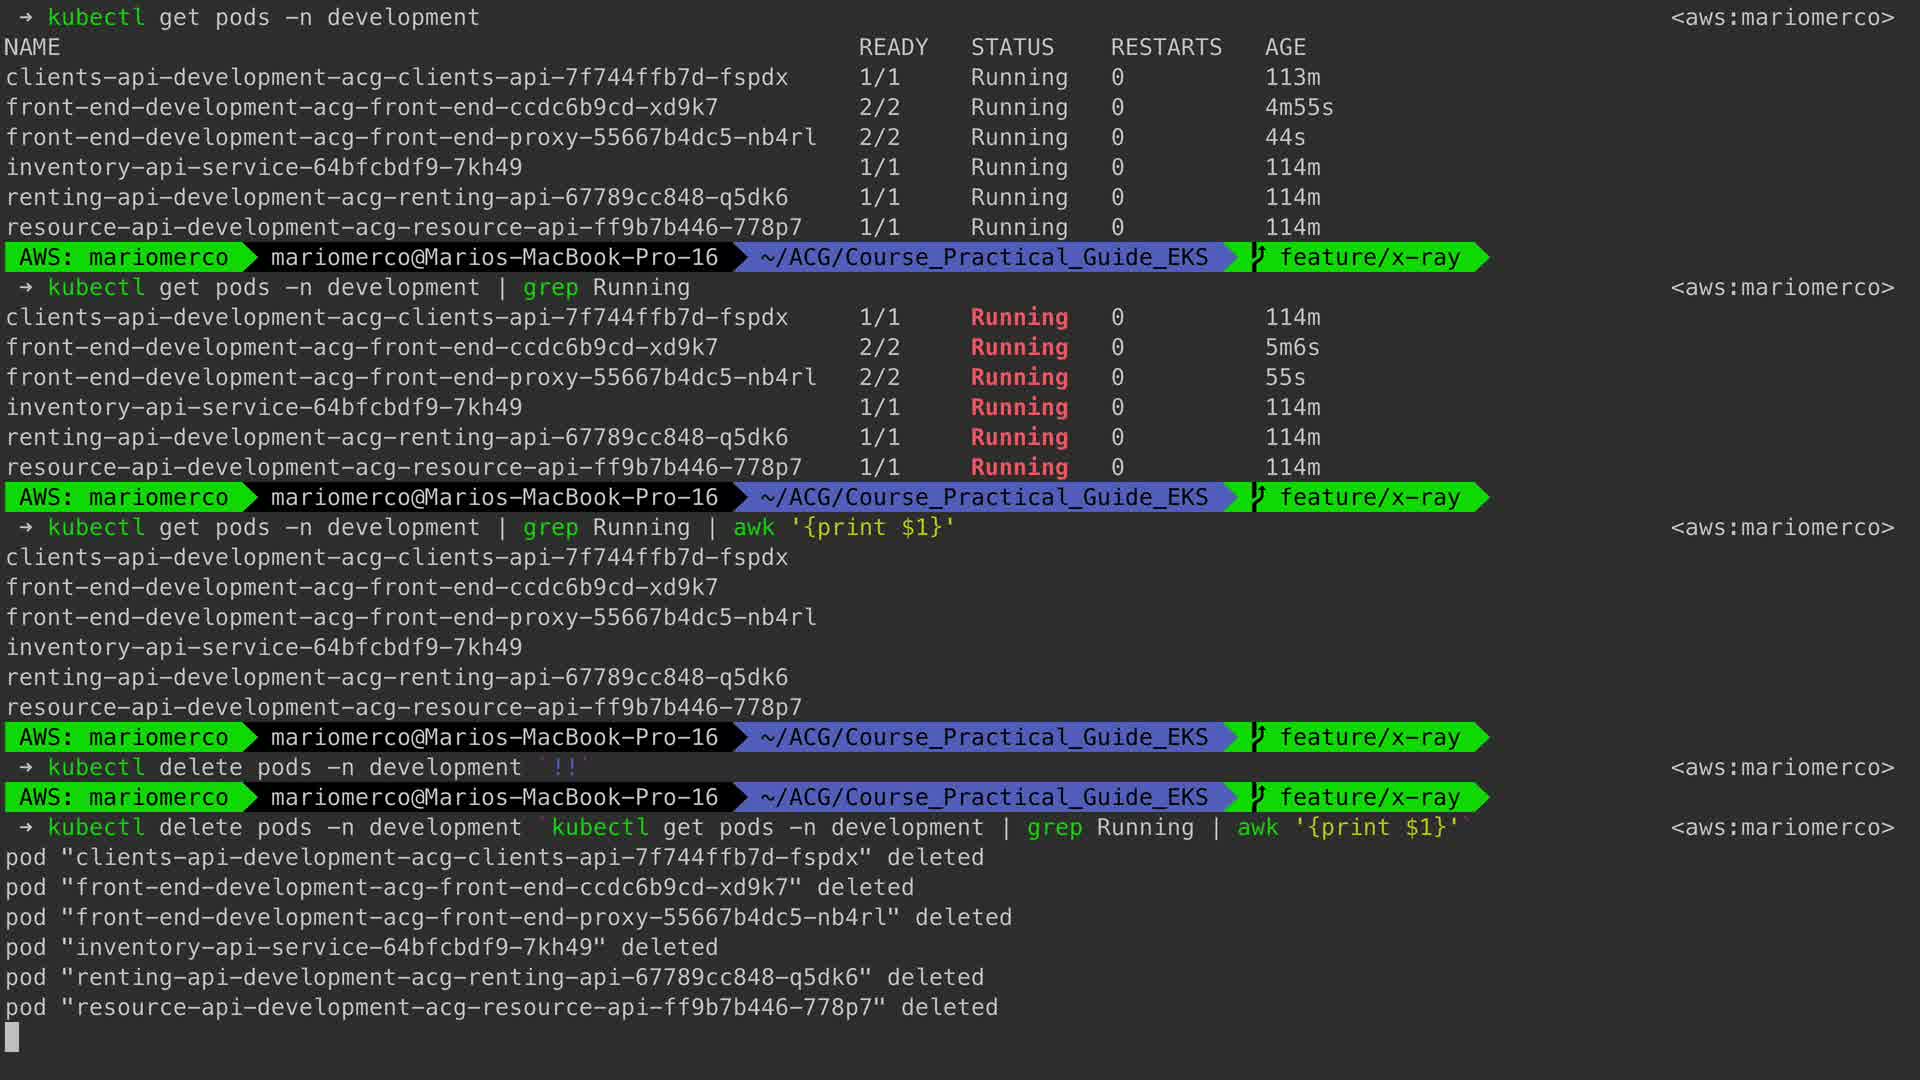 → kubectl get pods -n development <aws:mariomerco>
NAME READY STATUS RESTARTS AGE
clients-api-development-acg-clients-api-7f744ffb7d-fspdx 1/1 Running 0 113m
front-end-development-acg-front-end-ccdc6b9cd-xd9k7 2/2 Running 0 4m55s
front-end-development-acg-front-end-proxy-55667b4dc5-nb4rl 2/2 Running 0 44s
inventory-api-service-64bfcbdf9-7kh49 1/1 Running 0 114m
renting-api-development-acg-renting-api-67789cc848-q5dk6 1/1 Running 0 114m
resource-api-development-acg-resource-api-ff9b7b446-778p7 1/1 Running 0 114m
AWS: mariomerco mariomerco@Marios-MacBook-Pro-16 ~/ACG/Course_Practical_Guide_EKS feature/x-ray
→ kubectl get pods -n development | grep Running <aws:mariomerco>
clients-api-development-acg-clients-api-7f744ffb7d-fspdx 1/1 Running 0 114m
front-end-development-acg-front-end-ccdc6b9cd-xd9k7 2/2 Running 0 5m6s
front-end-development-acg-front-end-proxy-55667b4dc5-nb4rl 2/2 Running 0 55s
inventory-api-service-64bfcbdf9-7kh49 1/1 Running 0 114m
renting-api-development-acg-renting-api-67789cc848-q5dk6 1/1 Running 0 114m
resource-api-development-acg-resource-api-ff9b7b446-778p7 1/1 Running 0 114m
AWS: mariomerco mariomerco@Marios-MacBook-Pro-16 ~/ACG/Course_Practical_Guide_EKS feature/x-ray
→ kubectl get pods -n development | grep Running | awk '{print $1}' <aws:mariomerco>
clients-api-development-acg-clients-api-7f744ffb7d-fspdx
front-end-development-acg-front-end-ccdc6b9cd-xd9k7
front-end-development-acg-front-end-proxy-55667b4dc5-nb4rl
inventory-api-service-64bfcbdf9-7kh49
renting-api-development-acg-renting-api-67789cc848-q5dk6
resource-api-development-acg-resource-api-ff9b7b446-778p7
AWS: mariomerco mariomerco@Marios-MacBook-Pro-16 ~/ACG/Course_Practical_Guide_EKS feature/x-ray
→ kubectl delete pods -n development `!!` <aws:mariomerco>
AWS: mariomerco mariomerco@Marios-MacBook-Pro-16 ~/ACG/Course_Practical_Guide_EKS feature/x-ray
→ kubectl delete pods -n development `kubectl get pods -n development | grep Running | awk '{print $1}'` <aws:mariomerco>
pod "clients-api-development-acg-clients-api-7f744ffb7d-fspdx" deleted
pod "front-end-development-acg-front-end-ccdc6b9cd-xd9k7" deleted
pod "front-end-development-acg-front-end-proxy-55667b4dc5-nb4rl" deleted
pod "inventory-api-service-64bfcbdf9-7kh49" deleted
pod "renting-api-development-acg-renting-api-67789cc848-q5dk6" deleted
pod "resource-api-development-acg-resource-api-ff9b7b446-778p7" deleted